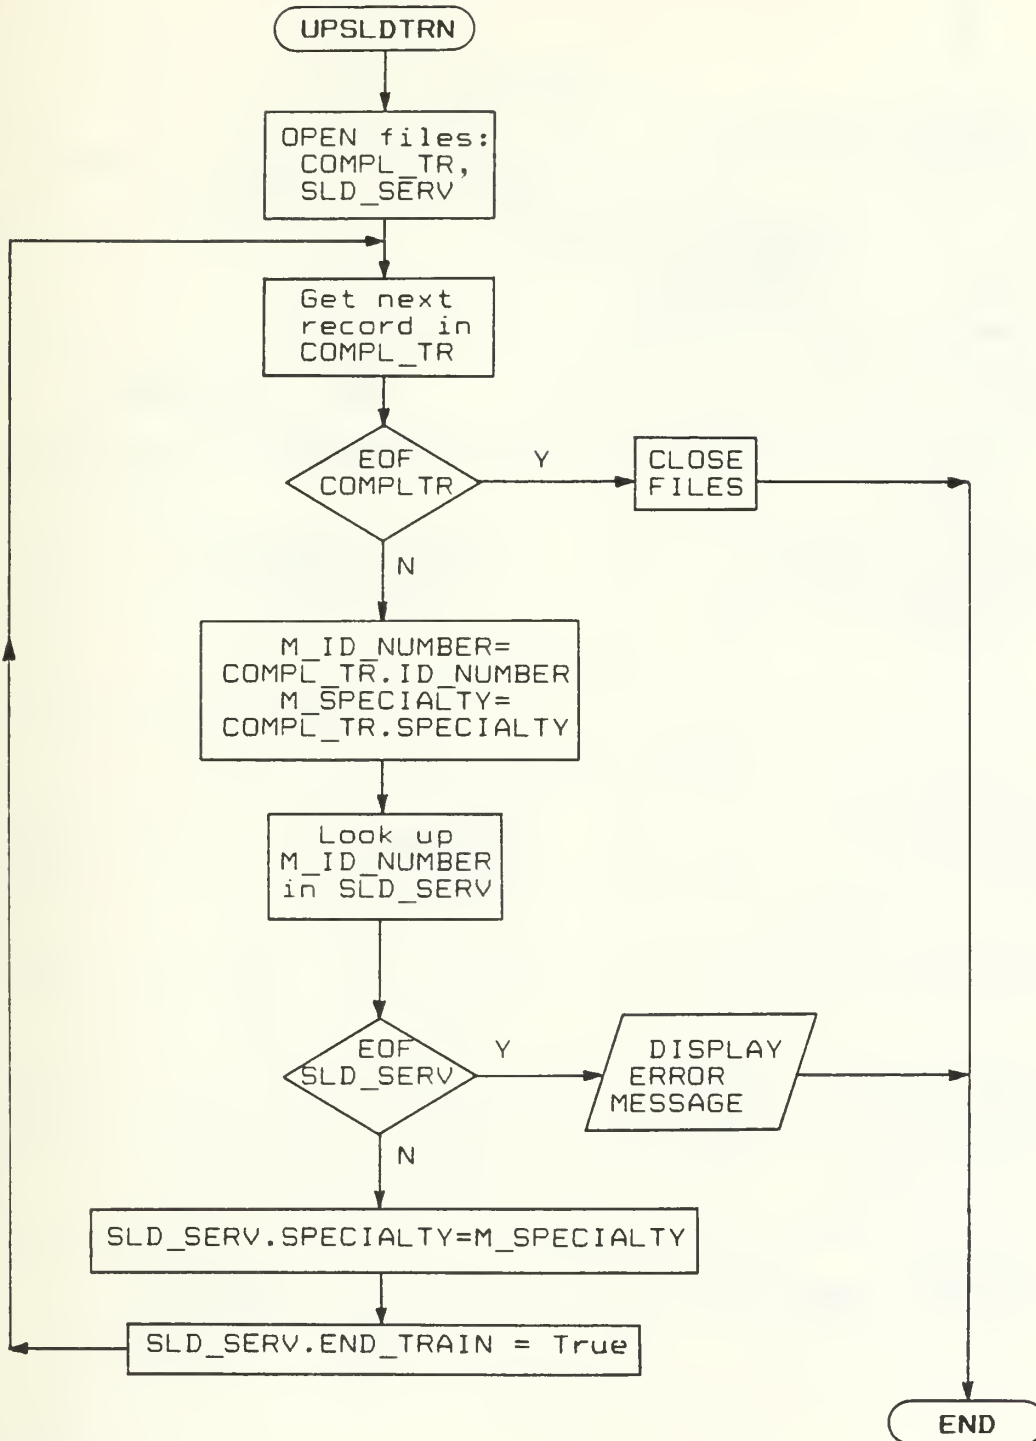 UPSLDTRN
OPEN files:
COMPL_TR,
SLD_SERV
Get next
record in
COMPL_TR
EOF
COMPLTR
Y
CLOSE
FILES
N
M_ID_NUMBER=
COMPL_TR.ID_NUMBER
M_SPECIALTY=
COMPL_TR.SPECIALTY
Look up
M_ID_NUMBER
in SLD_SERV
EOF
SLD_SERV
Y
DISPLAY
ERROR
MESSAGE
N
SLD_SERV.SPECIALTY=M_SPECIALTY
SLD_SERV.END_TRAIN = True
END